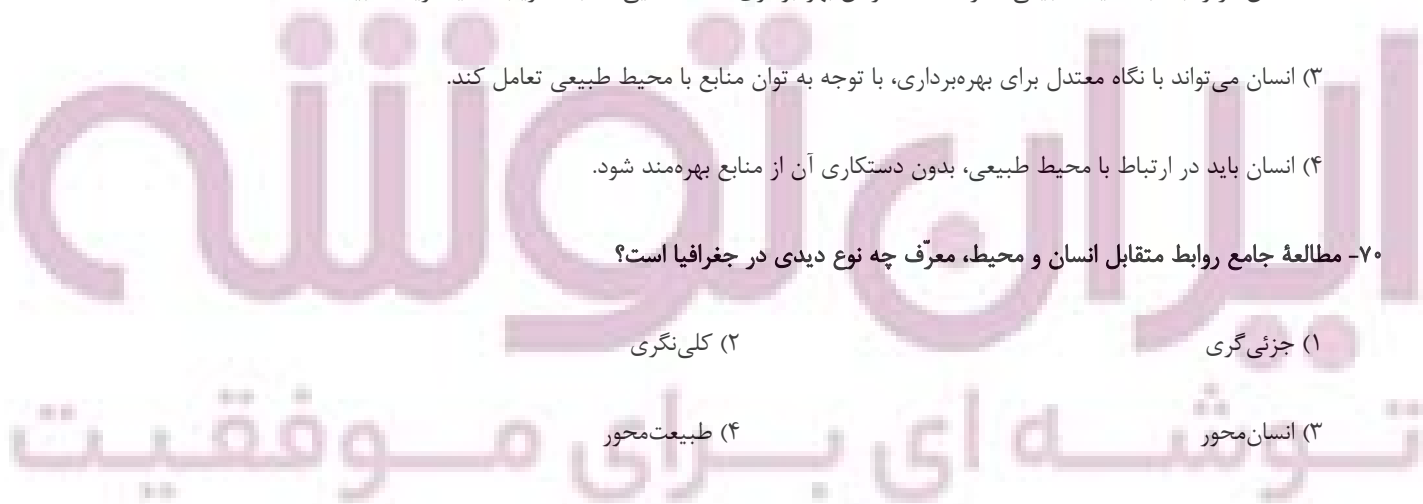 ۳) انسان می‌تواند با نگاه معتدل برای بهره‌برداری، با توجه به توان منابع با محیط طبیعی تعامل کند.
۴) انسان باید در ارتباط با محیط طبیعی، بدون دستکاری آن از منابع بهره‌مند شود.
۷۰- مطالعهٔ جامع روابط متقابل انسان و محیط، معرّف چه نوع دیدی در جغرافیا است؟
۱) جزئی‌گری ۲) کلی‌نگری
۳) انسان‌محور ۴) طبیعت‌محور
ایران توشه
توشه ای برای موفقیت